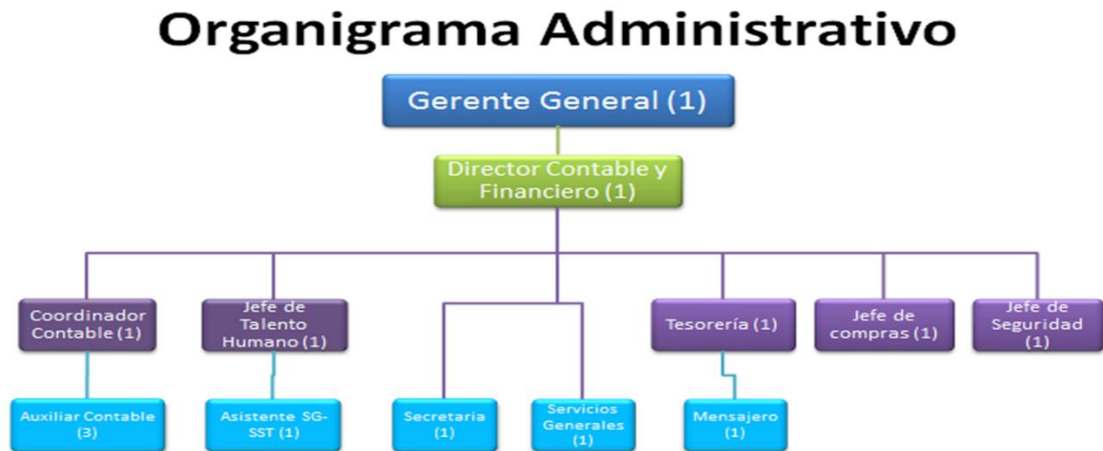 Organigrama Administrativo
Gerente General (1)
Director Contable y
Financiero (1)
Coordinador
Contable (1)
Jefe de
Talento
Humano (1)
Tesorería (1)
Jefe de
compras (1)
Jefe de
Seguridad
(1)
Auxiliar Contable
(3)
Asistente SG-
SST (1)
Secretaria
(1)
Servicios
Generales
(1)
Mensajero
(1)